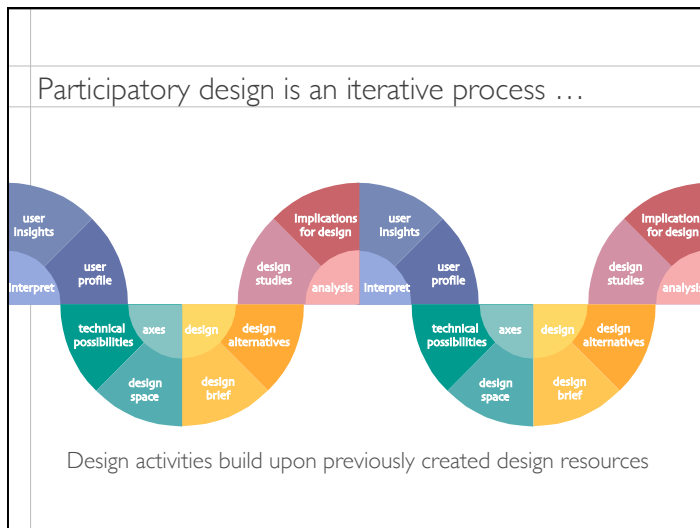 Participatory design is an iterative process …
user
insights
user
profile
interpret
technical
possibilities
axes
design
space
design
design
alternatives
design
brief
design
studies
implications
for design
analysis
user
insights
user
profile
interpret
technical
possibilities
axes
design
space
design
design
alternatives
design
brief
design
studies
implications
for design
analysis
Design activities build upon previously created design resources